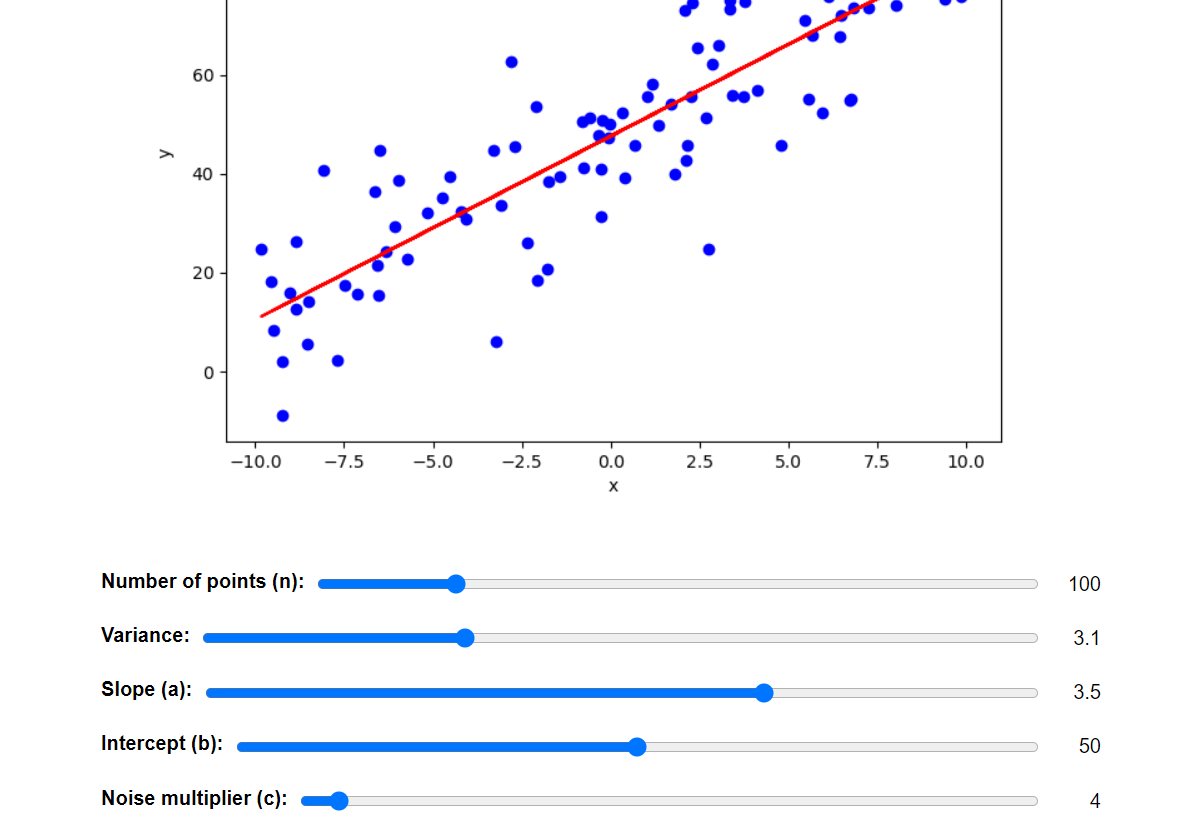 60
y
40
20
0
−10.0 −7.5 −5.0 −2.5 0.0 2.5 5.0 7.5 10.0
x
Number of points (n): 100
Variance: 3.1
Slope (a): 3.5
Intercept (b): 50
Noise multiplier (c): 4